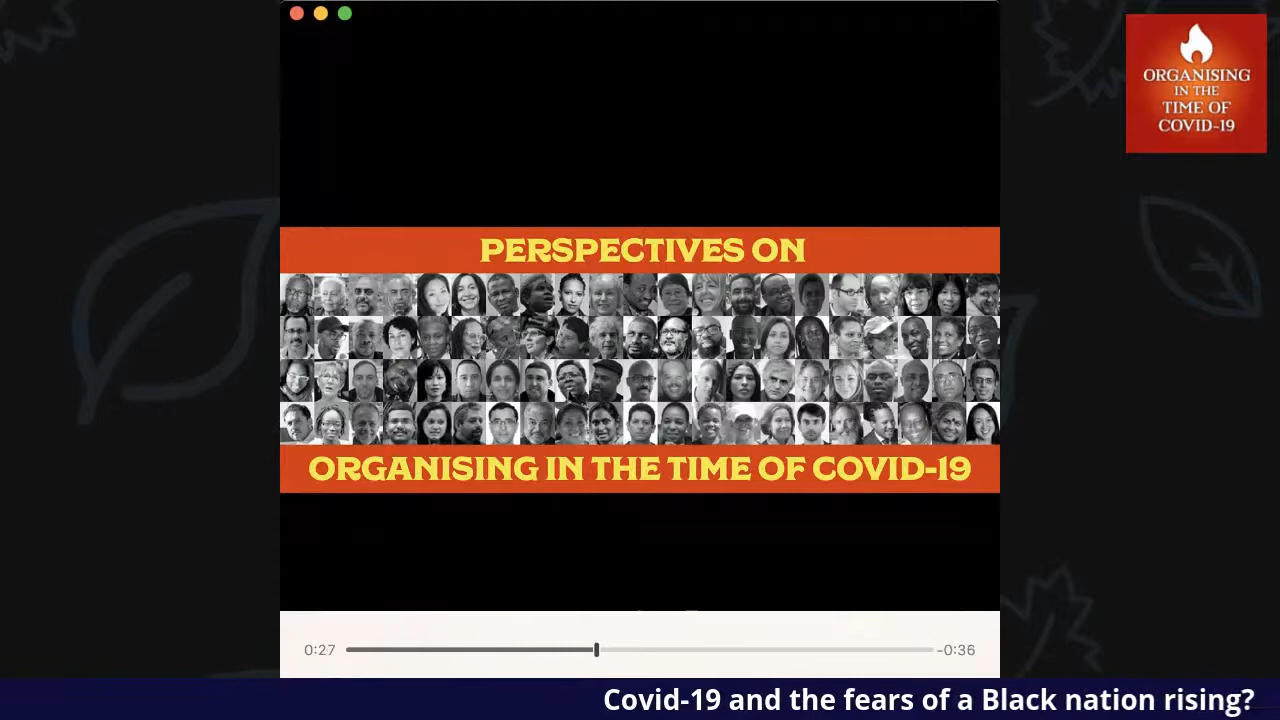 ORGANISING
IN THE
TIME OF
COVID-19
PERSPECTIVES ON
ORGANISING IN THE TIME OF COVID-19
0:27
-0:36
Covid-19 and the fears of a Black nation rising?